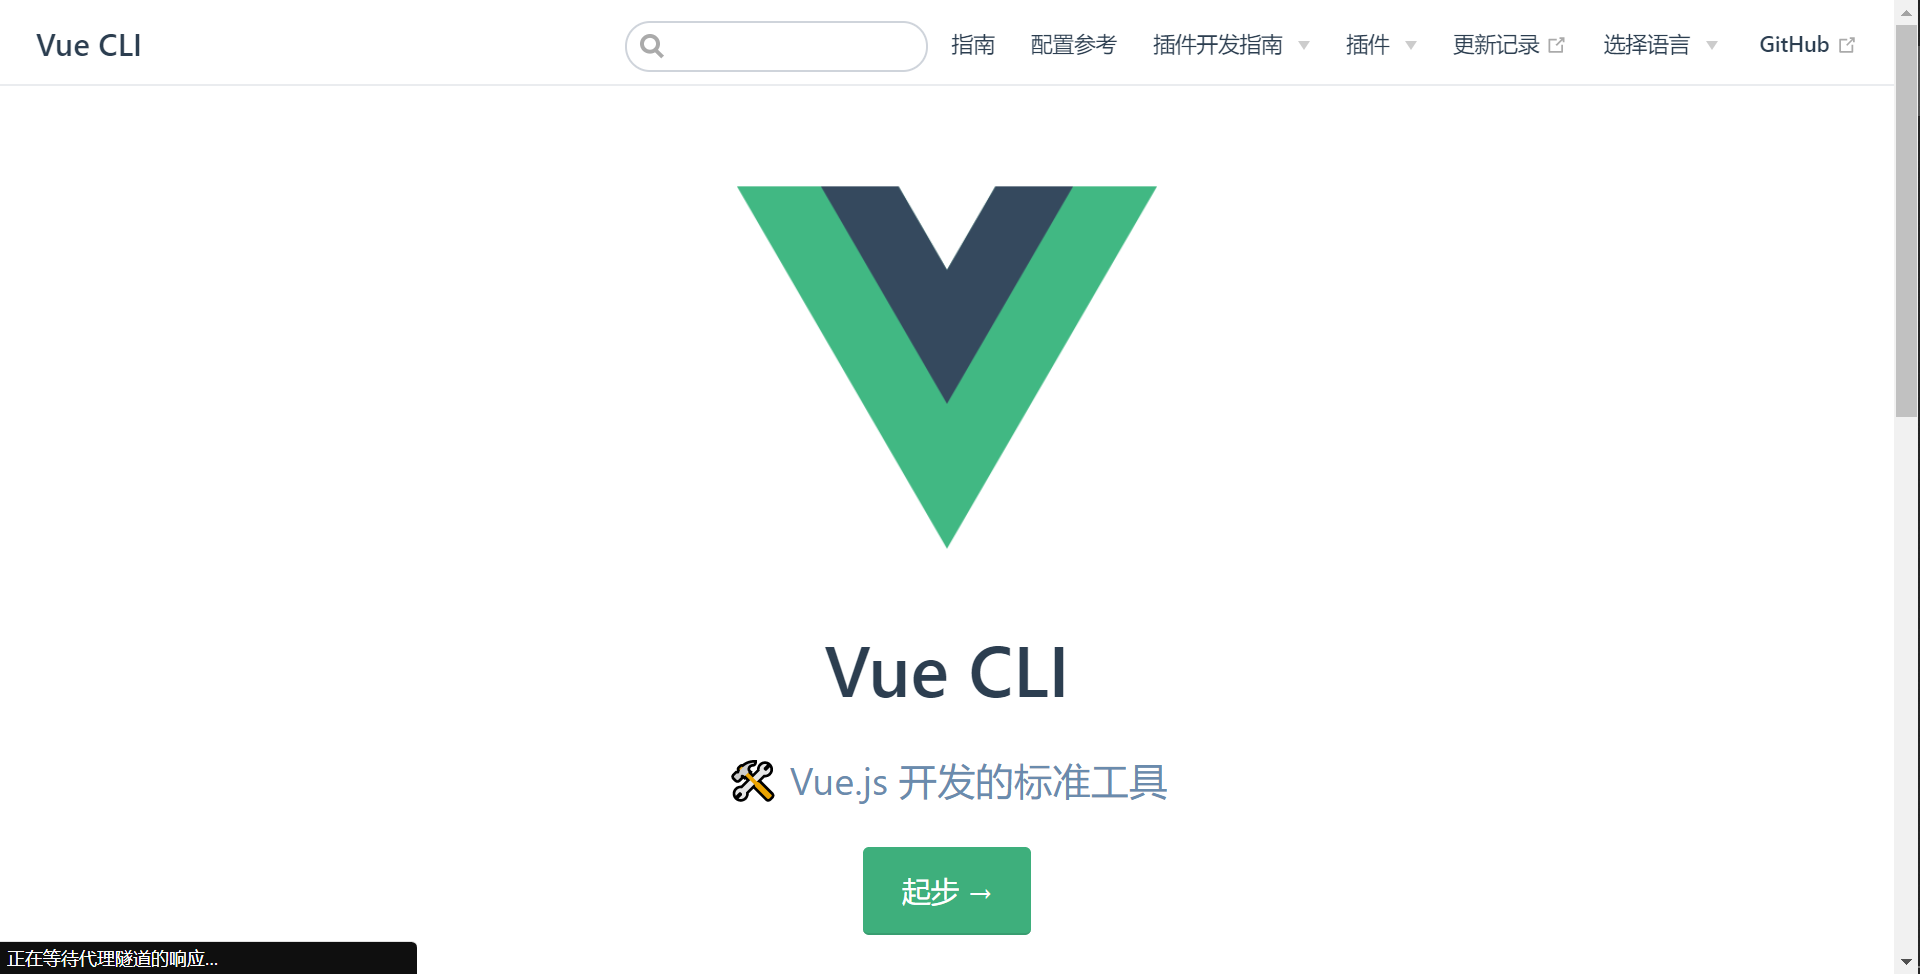 Vue CLI
指南 配置参考 插件开发指南 插件 更新记录 选择语言 GitHub
Vue CLI
🛠️ Vue.js 开发的标准工具
起步 →
正在等待代理隧道的响应...